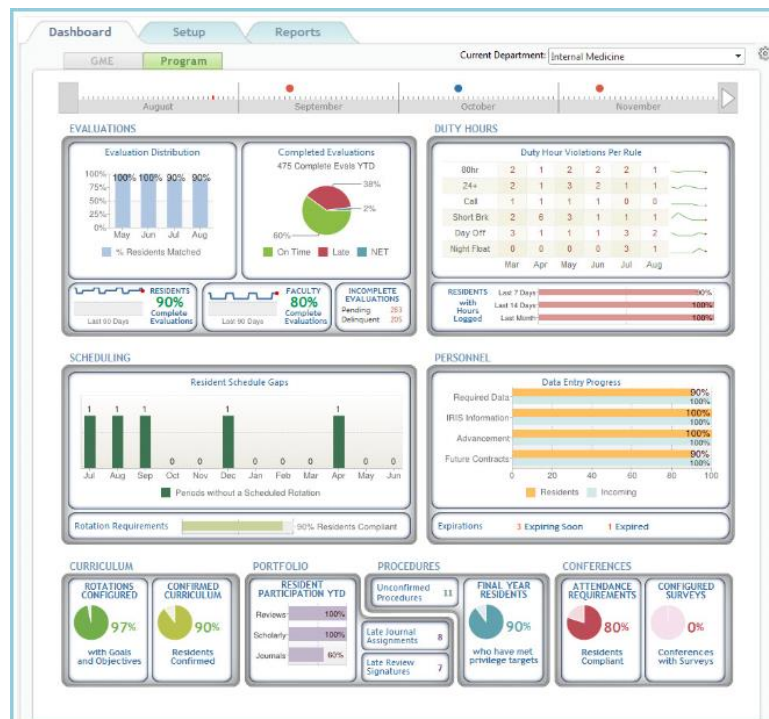 Dashboard Setup Reports
GME Program Current Department: Internal Medicine
August September October November
EVALUATIONS
Evaluation Distribution
100%
75%
50%
25%
0%
100% 100% 90% 90%
May Jun Jul Aug
% Residents Matched
Completed Evaluations
475 Complete Evals YTD
38%
2%
60%
On Time Late NET
RESIDENTS
90%
Complete
Evaluations
Last 90 Days
FACULTY
80%
Complete
Evaluations
Last 90 Days
INCOMPLETE
EVALUATIONS
Pending 263
Delinquent 205
DUTY HOURS
Duty Hour Violations Per Rule
80hr 2 1 2 2 2 1
24+ 2 1 3 2 1 1
Call 1 1 1 1 0 0
Short Brk 2 6 3 1 1 1
Day Off 3 1 1 1 3 2
Night Float 0 0 0 0 3 1
Mar Apr May Jun Jul Aug
RESIDENTS
with
Hours
Logged
Last 7 Days 90%
Last 14 Days 100%
Last Month 100%
SCHEDULING
Resident Schedule Gaps
1 1 1 0 0 1 0 0 0 1 0 0
Jul Aug Sep Oct Nov Dec Jan Feb Mar Apr May Jun
Periods without a Scheduled Rotation
Rotation Requirements 90% Residents Compliant
PERSONNEL
Data Entry Progress
Required Data 90%
100%
IRIS Information 100%
100%
Advancement 100%
100%
Future Contracts 90%
100%
0 20 40 60 80 100
Residents Incoming
Expirations 3 Expiring Soon 1 Expired
CURRICULUM
ROTATIONS
CONFIGURED
97%
with Goals
and Objectives
CONFIRMED
CURRICULUM
90%
Residents
Confirmed
PORTFOLIO
RESIDENT
PARTICIPATION YTD
Reviews 100%
Scholarly 100%
Journals 60%
PROCEDURES
Unconfirmed
Procedures 11
Late Journal
Assignments 8
Late Review
Signatures 7
FINAL YEAR
RESIDENTS
90%
who have met
privilege targets
CONFERENCES
ATTENDANCE
REQUIREMENTS
80%
Residents
Compliant
CONFIGURED
SURVEYS
0%
Conferences
with Surveys